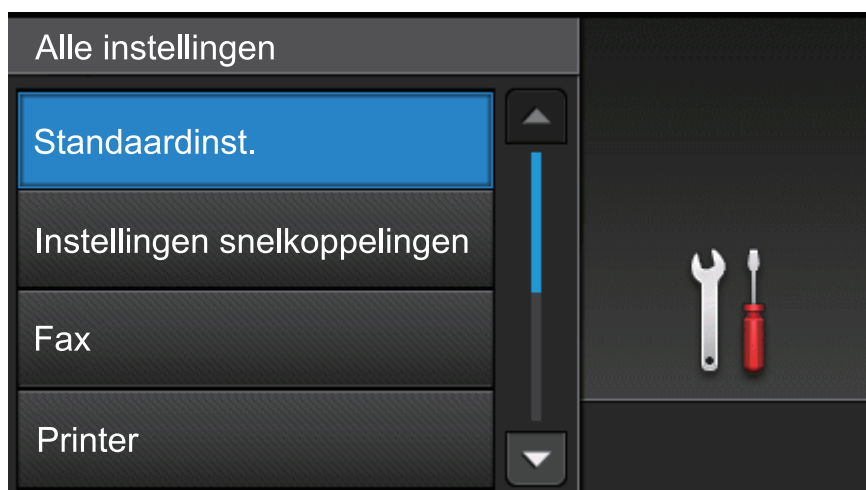 Alle instellingen
Standaardinst.
Instellingen snelkoppelingen
Fax
Printer